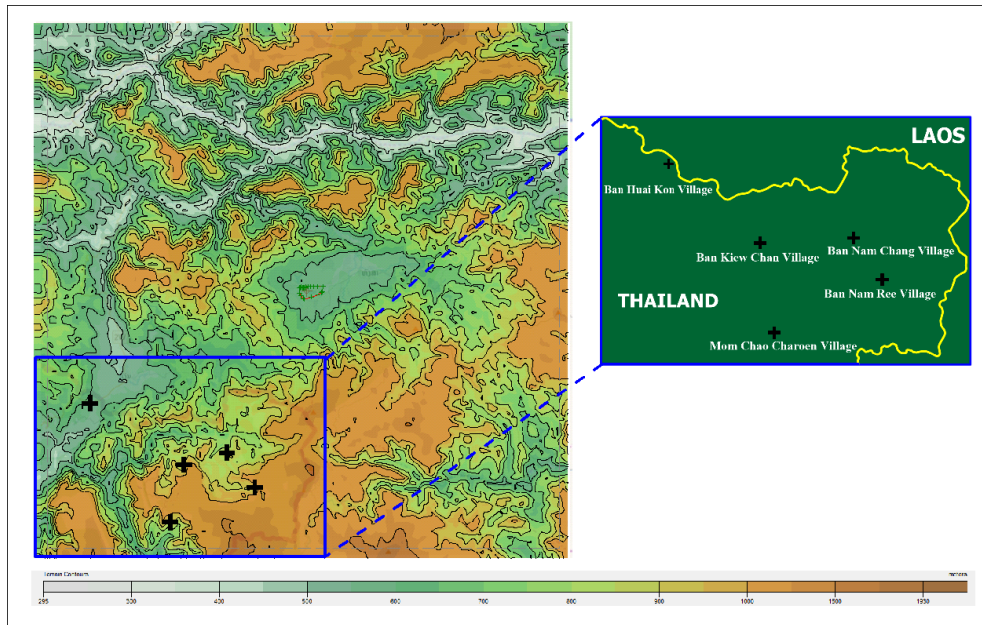 LAOS
Ban Huai Kon Village
Ban Kiew Chan Village
Ban Nam Chang Village
Ban Nam Ree Village
THAILAND
Mom Chao Charoen Village
Terrain Contours
meters
295 300 400 500 600 700 800 900 1000 1500 1930